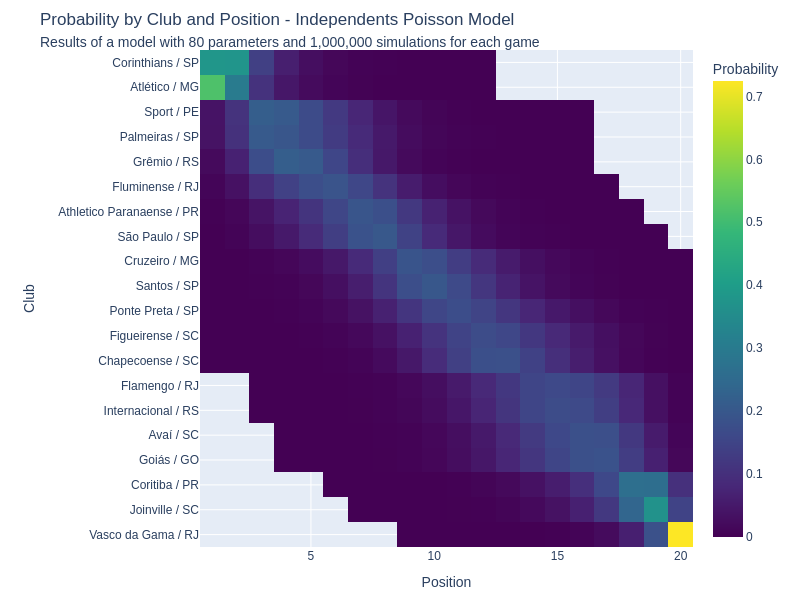 Probability by Club and Position - Independents Poisson Model
Results of a model with 80 parameters and 1,000,000 simulations for each game
Probability
Corinthians / SP
Atlético / MG
Sport / PE
Palmeiras / SP
Grêmio / RS
Fluminense / RJ
Athletico Paranaense / PR
São Paulo / SP
Cruzeiro / MG
Santos / SP
Ponte Preta / SP
Figueirense / SC
Chapecoense / SC
Flamengo / RJ
Internacional / RS
Avaí / SC
Goiás / GO
Coritiba / PR
Joinville / SC
Vasco da Gama / RJ
Club
5 10 15 20
Position
0.7
0.6
0.5
0.4
0.3
0.2
0.1
0